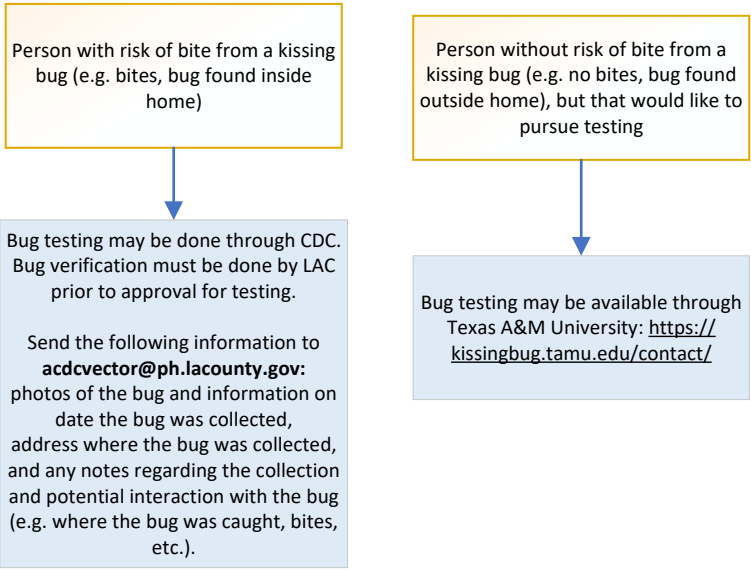 Person with risk of bite from a kissing
bug (e.g. bites, bug found inside
home)
Bug testing may be done through CDC.
Bug verification must be done by LAC
prior to approval for testing.
Send the following information to
acdcvector@ph.lacounty.gov:
photos of the bug and information on
date the bug was collected,
address where the bug was collected,
and any notes regarding the collection
and potential interaction with the bug
(e.g. where the bug was caught, bites,
etc.).
Person without risk of bite from a
kissing bug (e.g. no bites, bug found
outside home), but that would like to
pursue testing
Bug testing may be available through
Texas A&M University: https://
kissingbug.tamu.edu/contact/